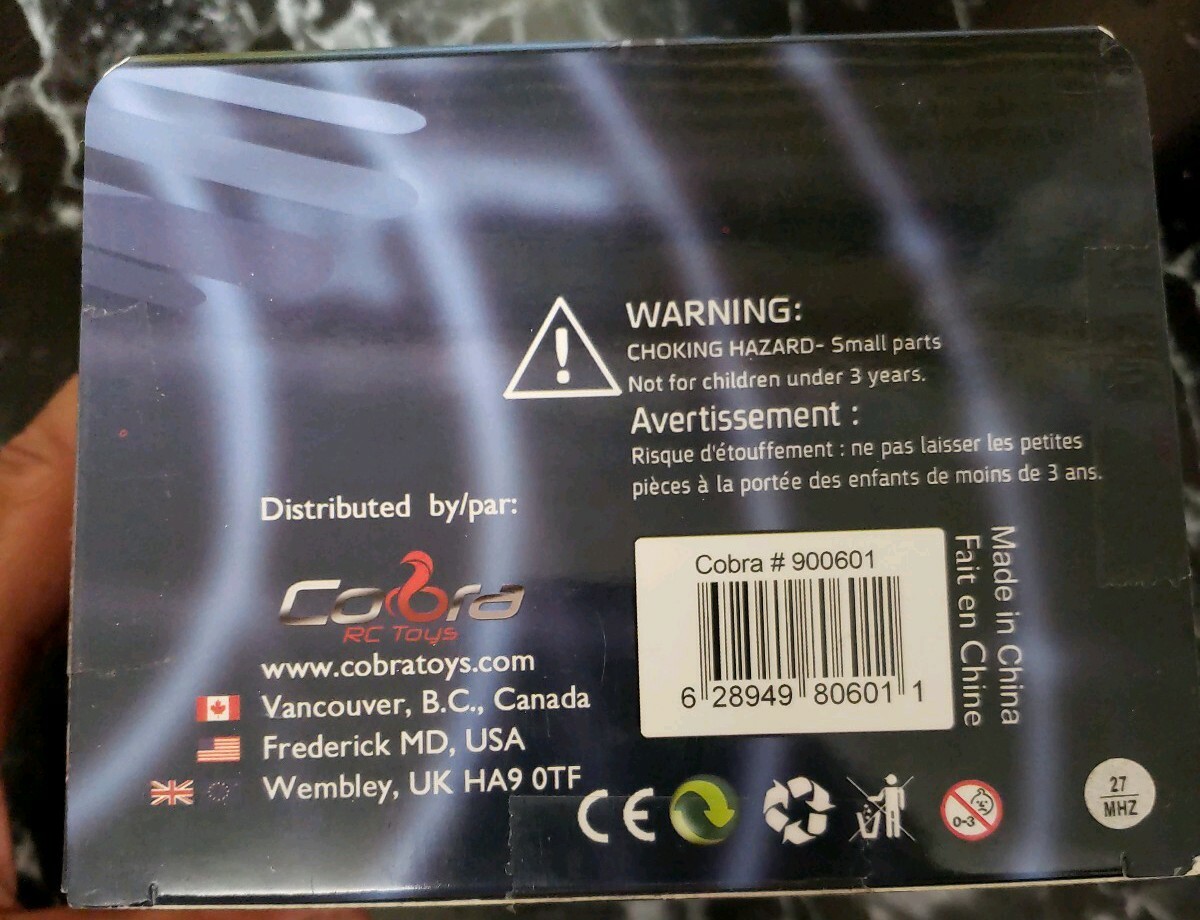 WARNING:
CHOKING HAZARD- Small parts
Not for children under 3 years.
Avertissement :
Risque d'étouffement : ne pas laisser les petites
pièces à la portée des enfants de moins de 3 ans.
Distributed by/par:
Cobra
RC Toys
www.cobratoys.com
Vancouver, B.C., Canada
Frederick MD, USA
Wembley, UK HA9 0TF
Cobra # 900601
6 28949 80601 1
Made in China
Fait en Chine
CE
0-3
27
MHZ